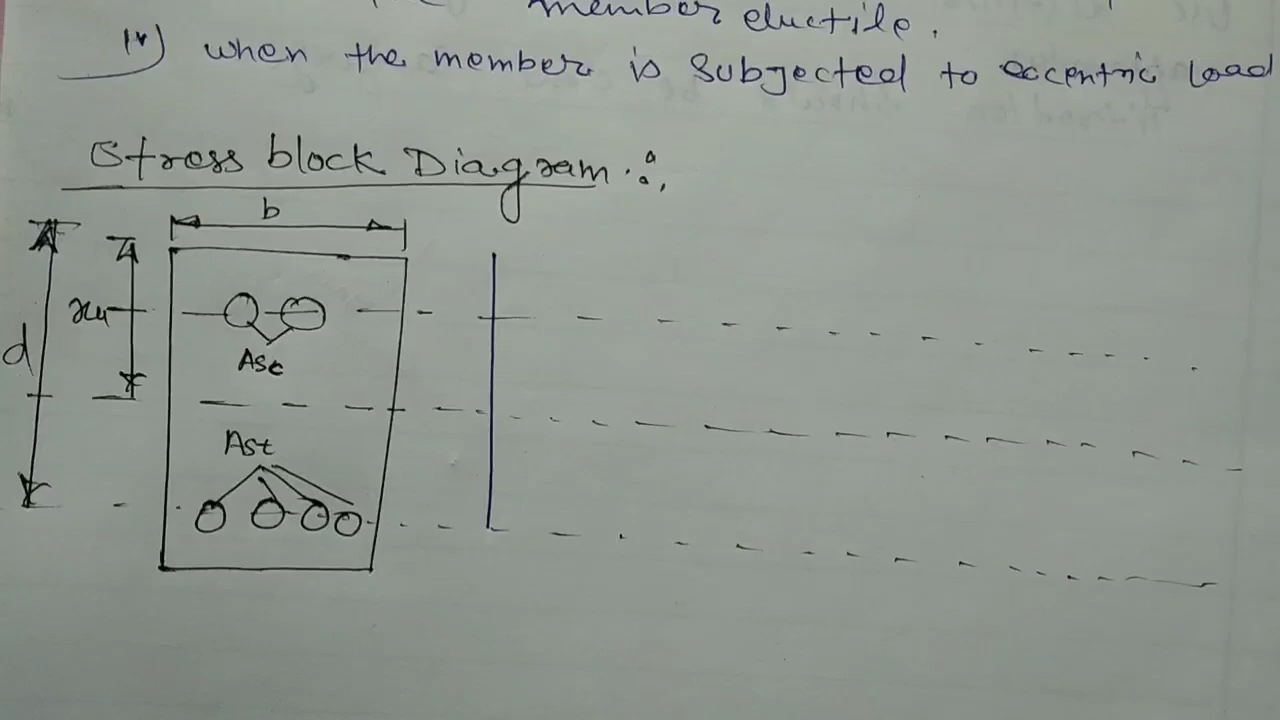 member ductile.
iv) when the member is subjected to eccentric load
Stress block Diagram :
b
xu
d
Asc
Ast